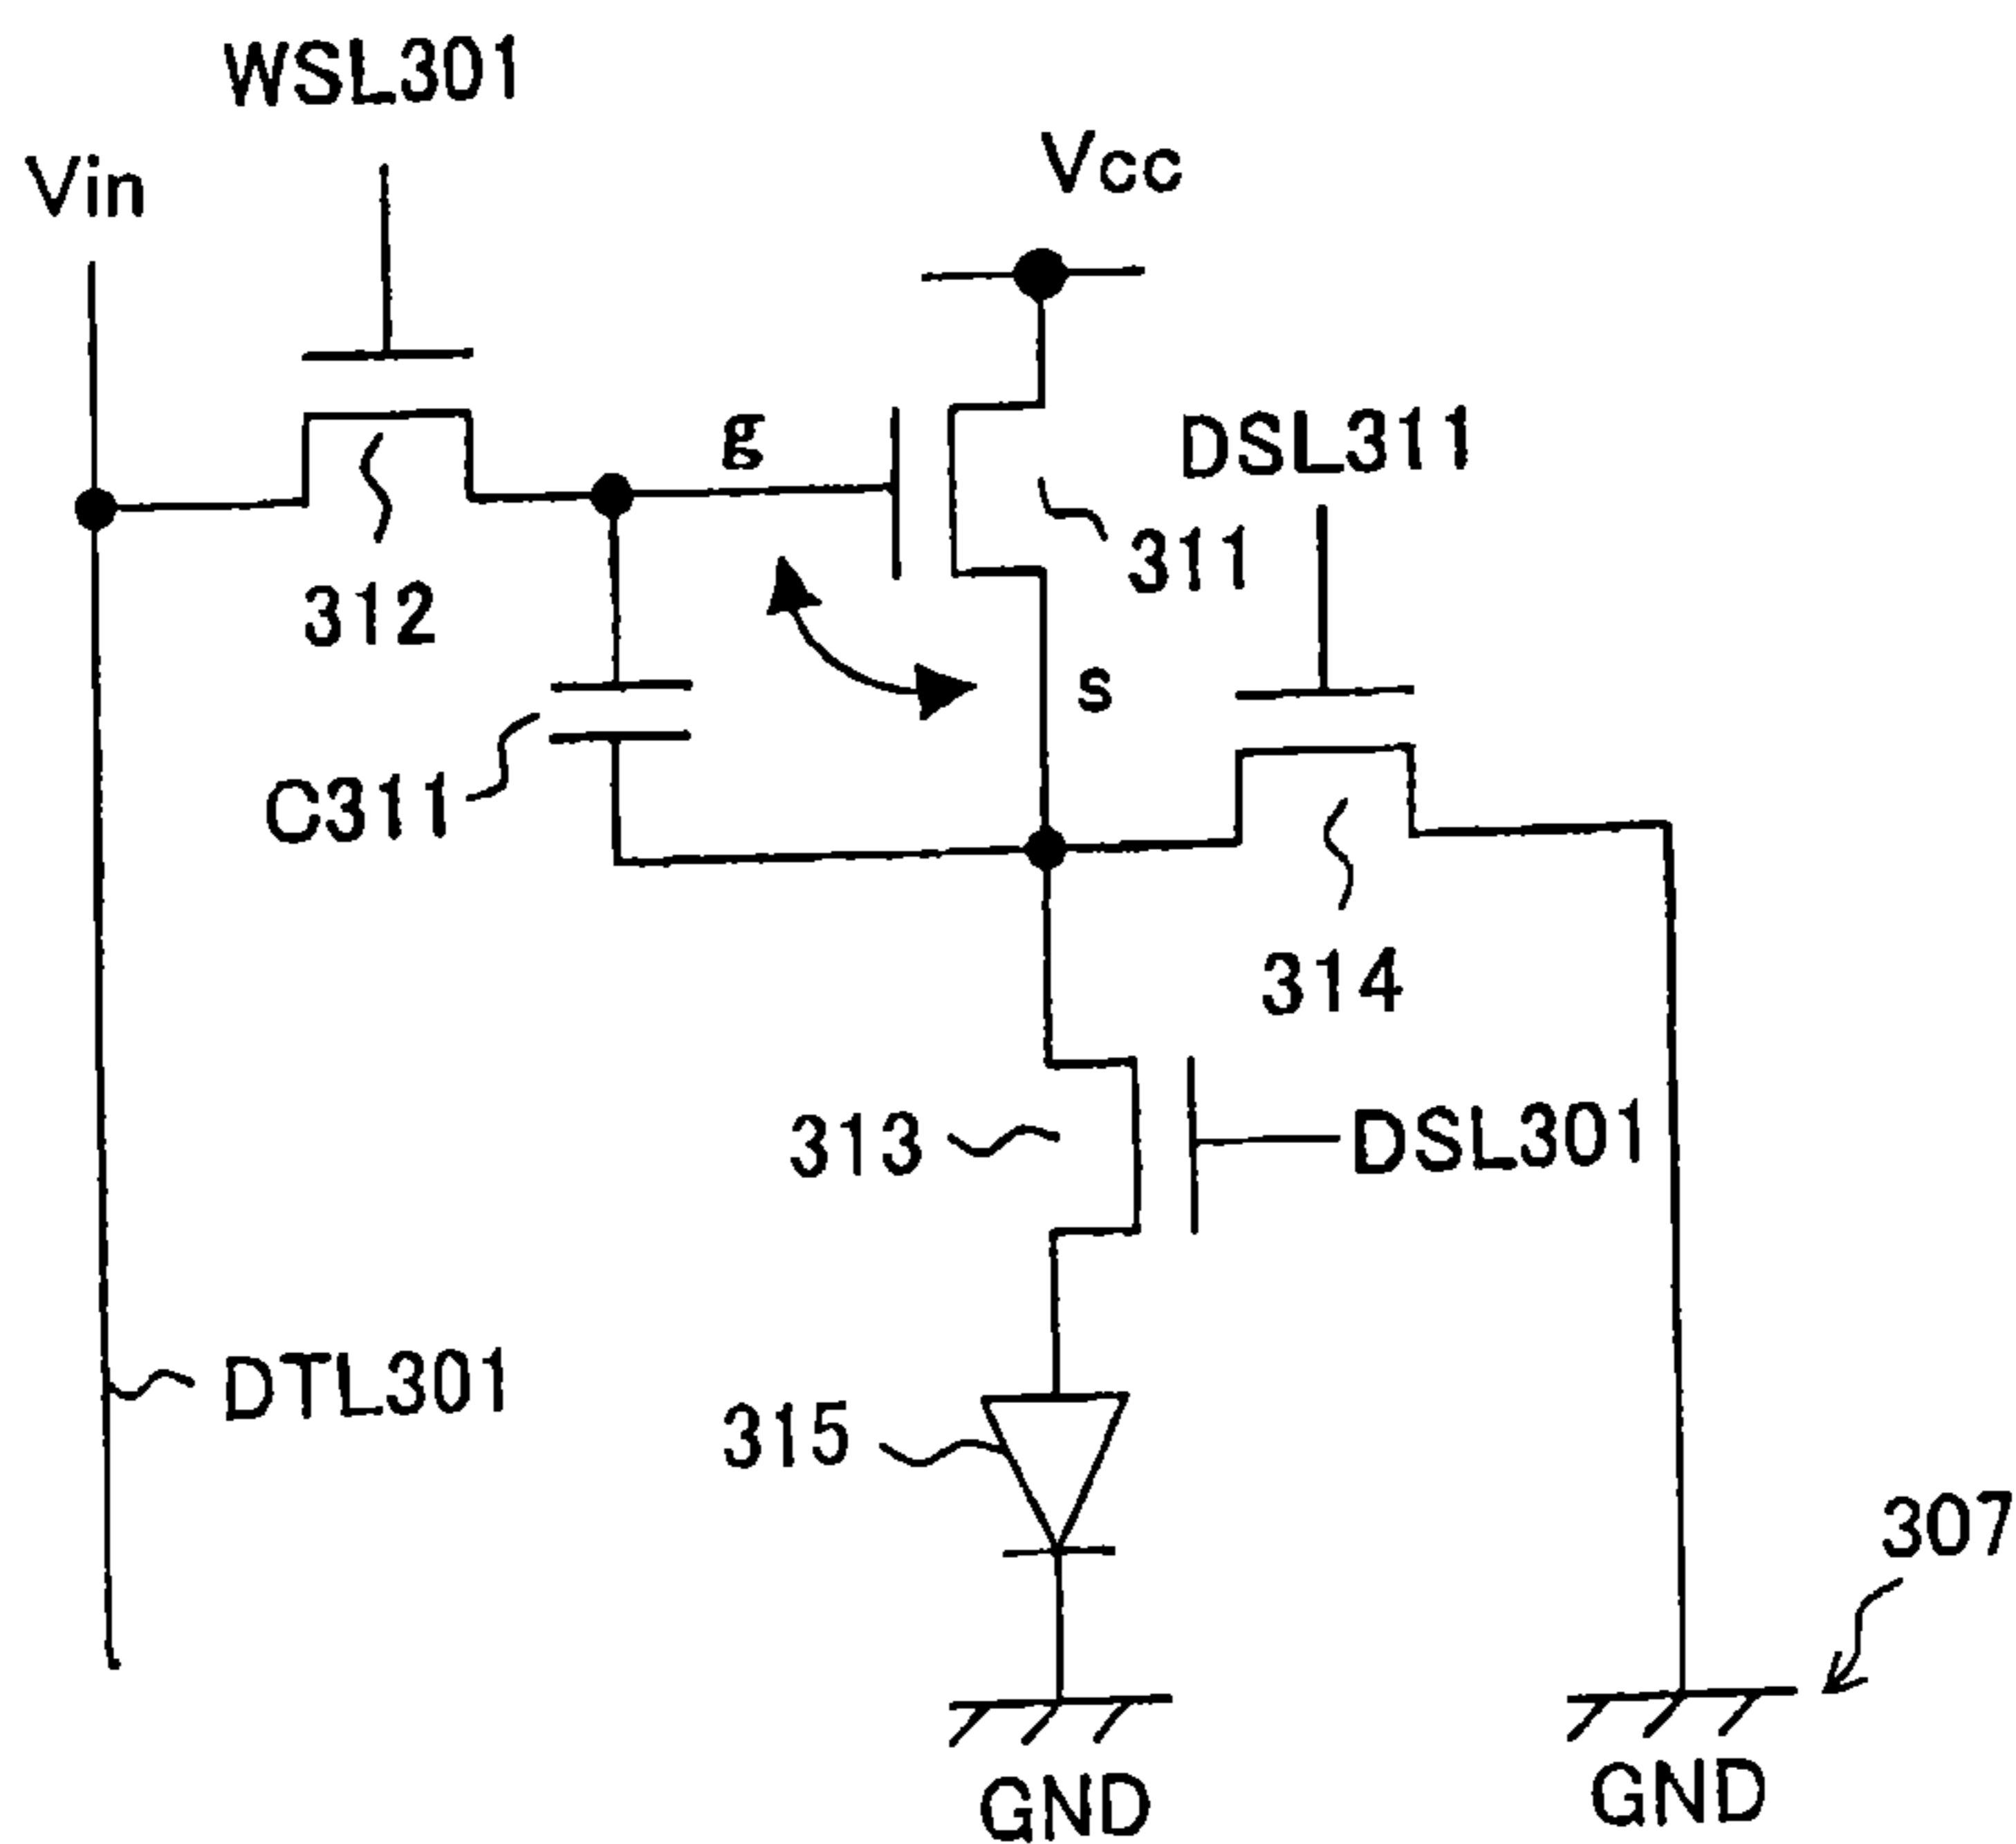 WSL301
Vin
Vcc
g
DSL311
311
312
s
C311
314
313
DSL301
DTL301
315
307
GND
GND